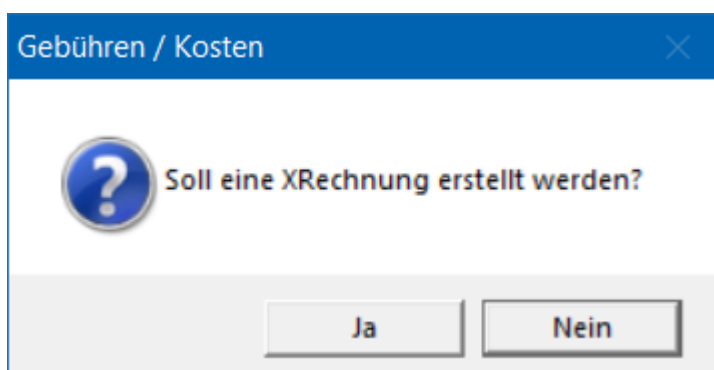 Gebühren / Kosten
Soll eine XRechnung erstellt werden?
Ja
Nein